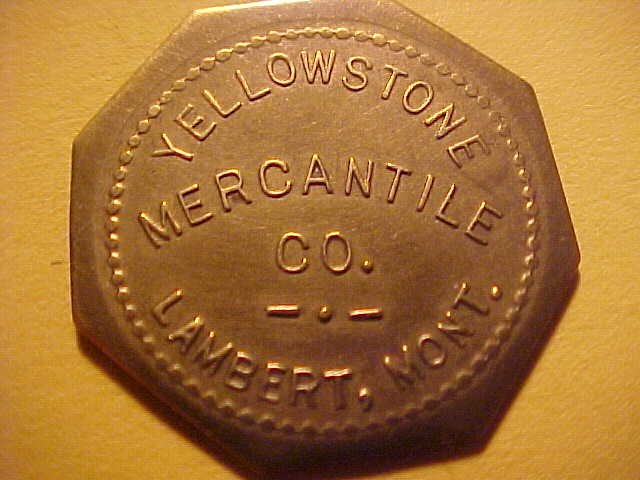 YELLOWSTONE
MERCANTILE
CO.
LAMBERT, MONT.